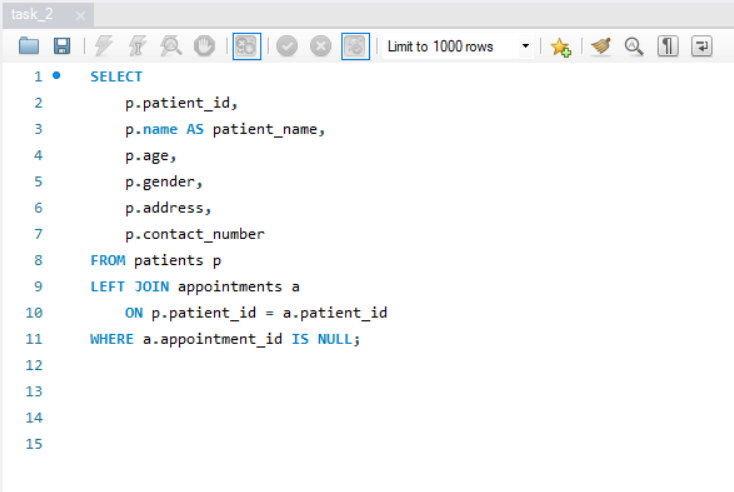 task_2
Limit to 1000 rows
1 SELECT
2 p.patient_id,
3 p.name AS patient_name,
4 p.age,
5 p.gender,
6 p.address,
7 p.contact_number
8 FROM patients p
9 LEFT JOIN appointments a
10 ON p.patient_id = a.patient_id
11 WHERE a.appointment_id IS NULL;
12
13
14
15